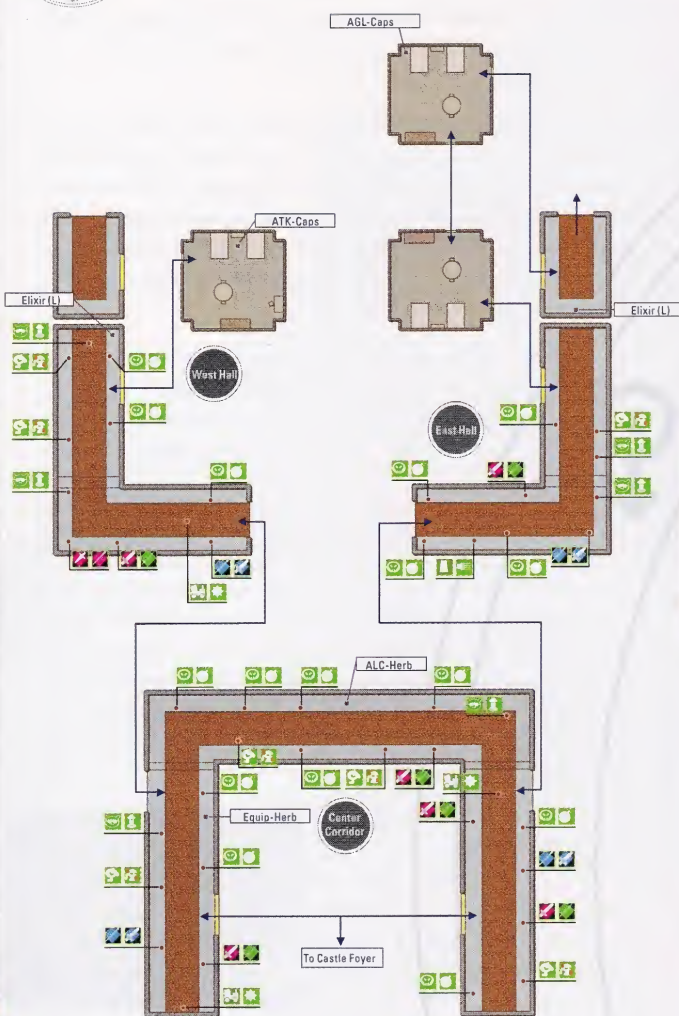 AGL-Caps
ATK-Caps
Elixir (L)
Elixir (L)
West Hall
East Hall
ALC-Herb
Equip-Herb
Center
Corridor
To Castle Foyer